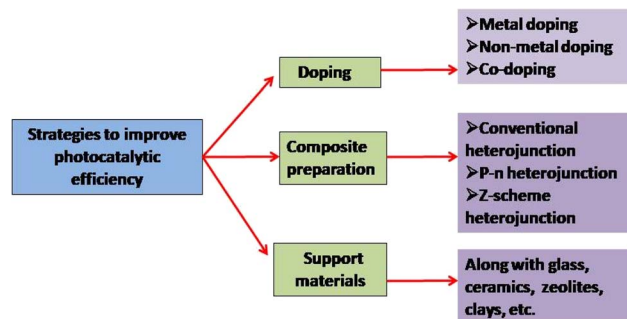 Strategies to improve
photocatalytic
efficiency
Doping
➢Metal doping
➢Non-metal doping
➢Co-doping
Composite
preparation
➢Conventional
heterojunction
➢P-n heterojunction
➢Z-scheme
heterojunction
Support
materials
Along with glass,
ceramics, zeolites,
clays, etc.